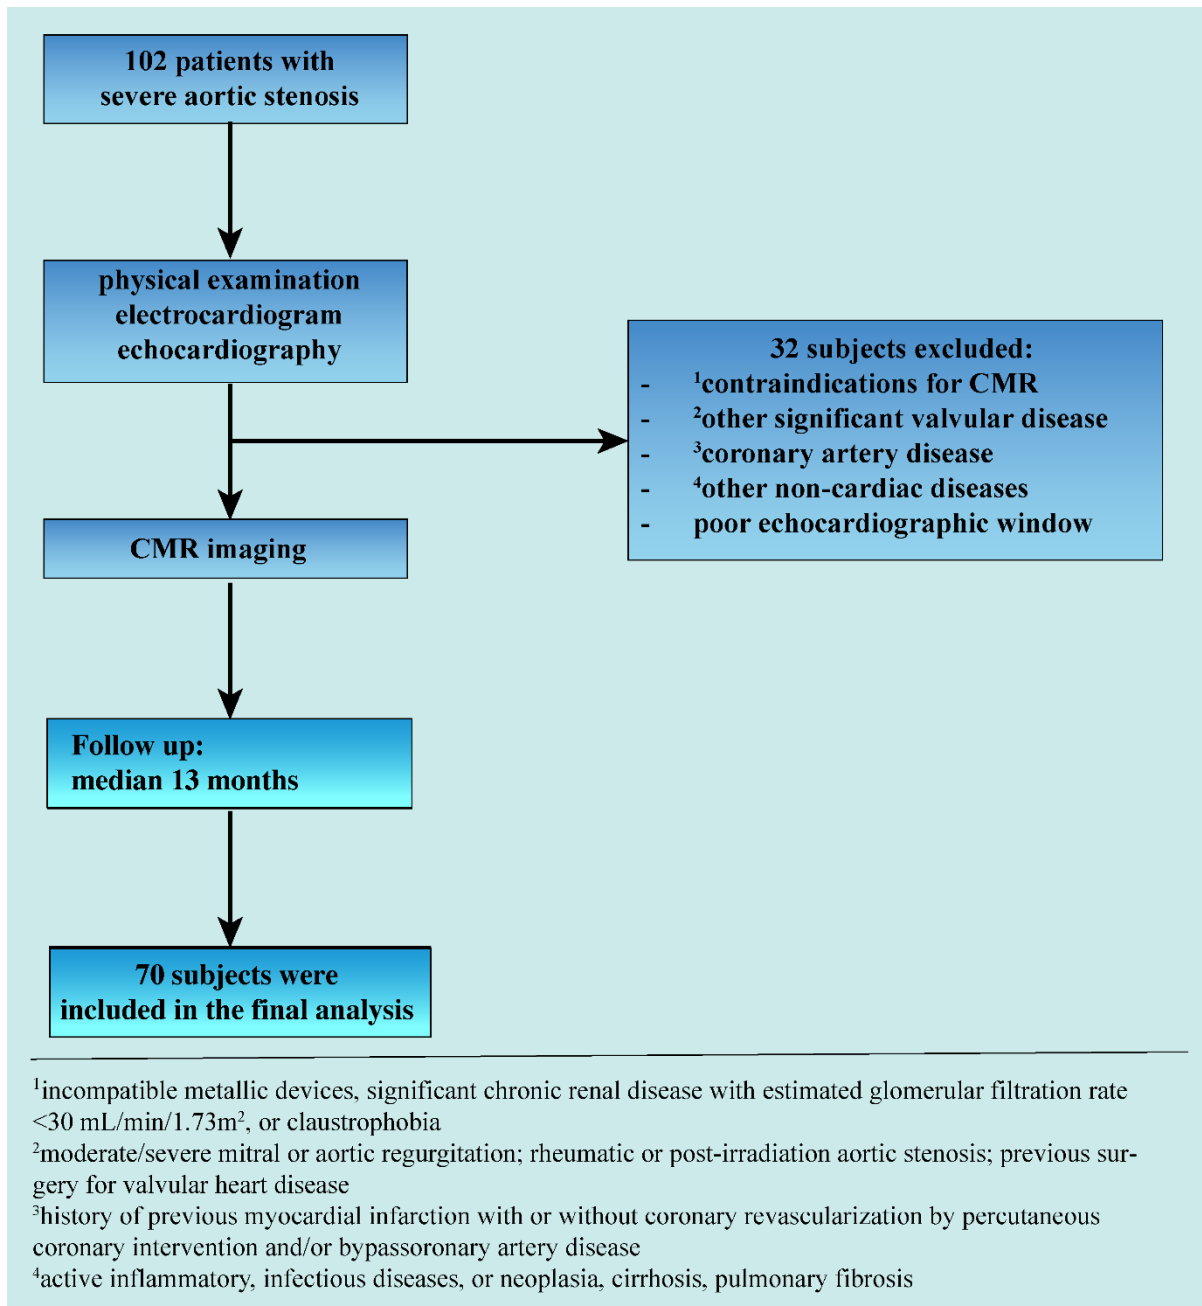 102 patients with
severe aortic stenosis
physical examination
electrocardiogram
echocardiography
32 subjects excluded:
- ¹contraindications for CMR
- ²other significant valvular disease
- ³coronary artery disease
- ⁴other non-cardiac diseases
- poor echocardiographic window
CMR imaging
Follow up:
median 13 months
70 subjects were
included in the final analysis
¹incompatible metallic devices, significant chronic renal disease with estimated glomerular filtration rate
<30 mL/min/1.73m², or claustrophobia
²moderate/severe mitral or aortic regurgitation; rheumatic or post-irradiation aortic stenosis; previous sur-
gery for valvular heart disease
³history of previous myocardial infarction with or without coronary revascularization by percutaneous
coronary intervention and/or bypassoronary artery disease
⁴active inflammatory, infectious diseases, or neoplasia, cirrhosis, pulmonary fibrosis